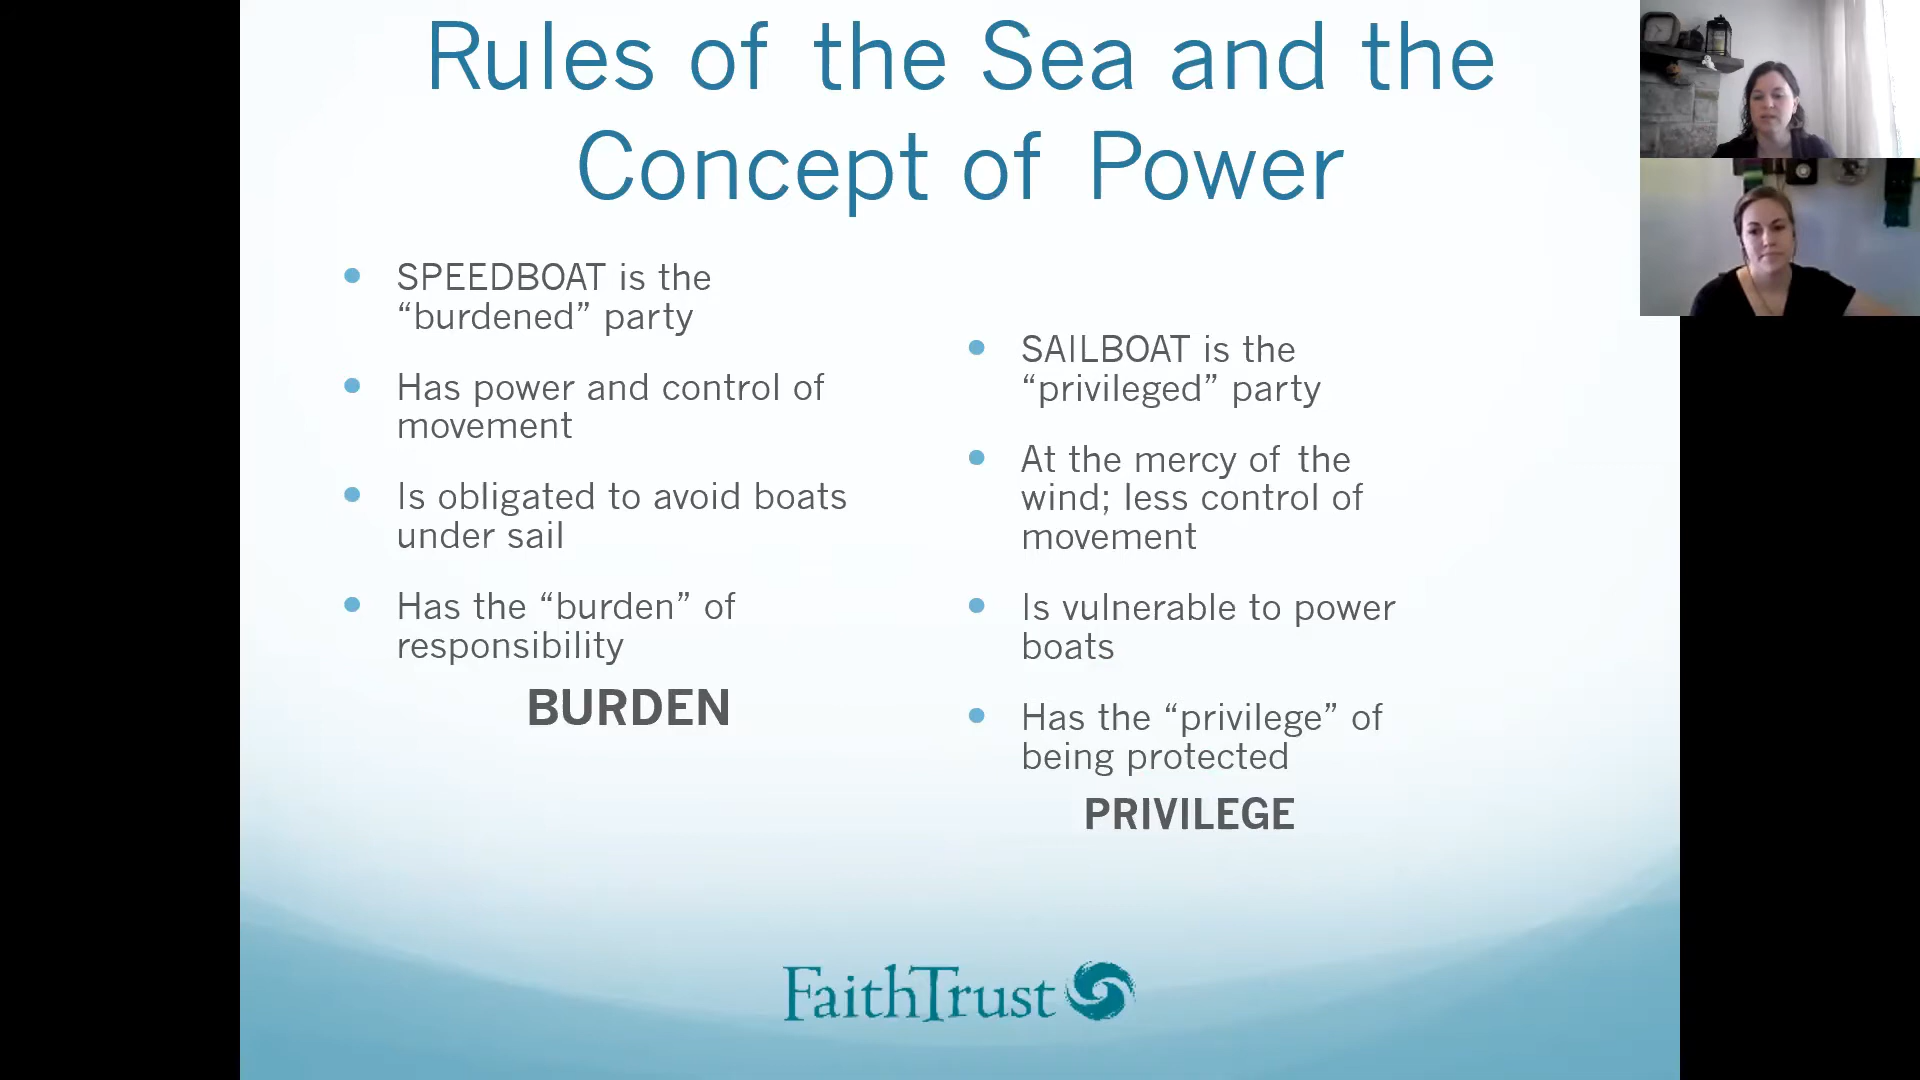 Rules of the Sea and the
Concept of Power
SPEEDBOAT is the
“burdened” party
Has power and control of
movement
Is obligated to avoid boats
under sail
Has the “burden” of
responsibility
BURDEN
SAILBOAT is the
“privileged” party
At the mercy of the
wind; less control of
movement
Is vulnerable to power
boats
Has the “privilege” of
being protected
PRIVILEGE
FaithTrust